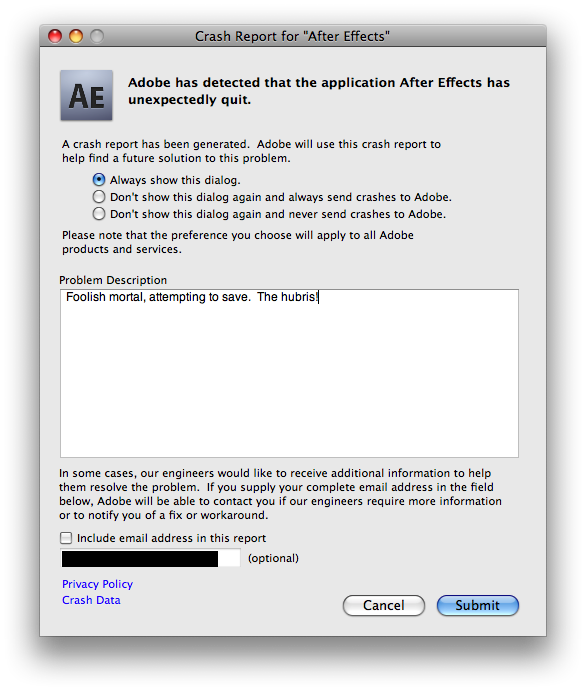 Crash Report for "After Effects"
AE
Adobe has detected that the application After Effects has
unexpectedly quit.
A crash report has been generated.  Adobe will use this crash report to
help find a future solution to this problem.
Always show this dialog.
Don't show this dialog again and always send crashes to Adobe.
Don't show this dialog again and never send crashes to Adobe.
Please note that the preference you choose will apply to all Adobe
products and services.
Problem Description
Foolish mortal, attempting to save.  The hubris!
In some cases, our engineers would like to receive additional information to help
them resolve the problem.  If you supply your complete email address in the field
below, Adobe will be able to contact you if our engineers require more information
or to notify you of a fix or workaround.
Include email address in this report
(optional)
Privacy Policy
Crash Data
Cancel
Submit